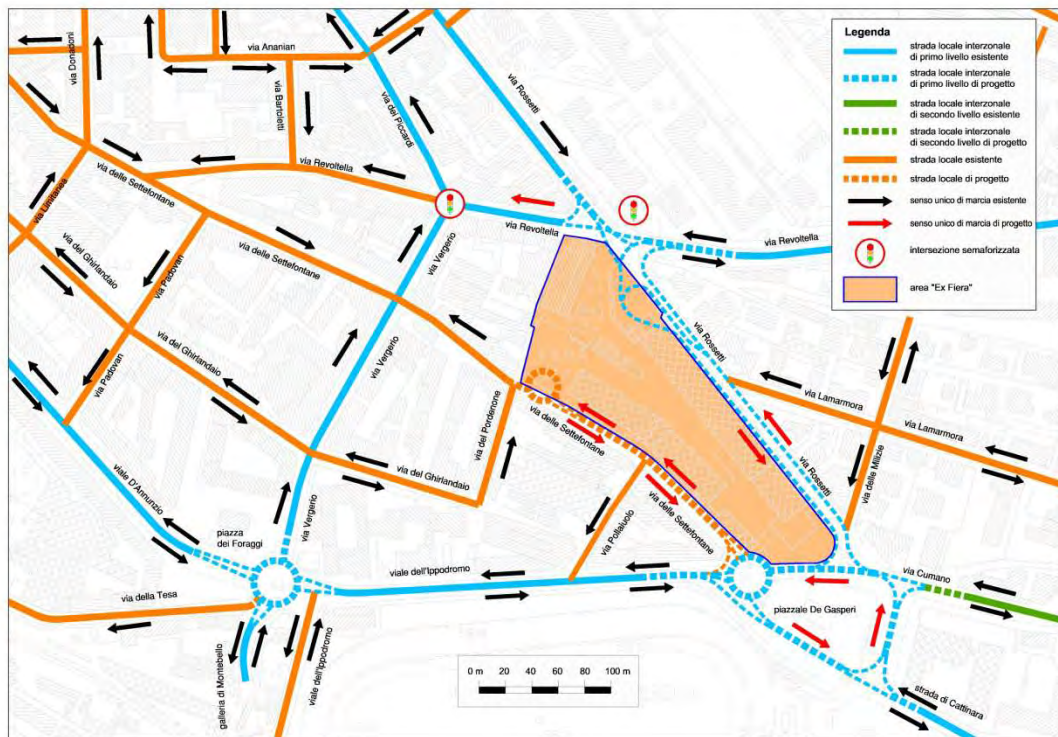 Legenda
strada locale interzonale
di primo livello esistente
strada locale interzonale
di primo livello di progetto
strada locale interzonale
di secondo livello esistente
strada locale interzonale
di secondo livello di progetto
strada locale esistente
strada locale di progetto
senso unico di marcia esistente
senso unico di marcia di progetto
intersezione semaforizzata
area "Ex Fiera"
via Donadoni
via Ananian
via Bartoletti
via dei Piccardi
via Rossetti
via Revoltella
via delle Settefontane
via Limitanea
via Revoltella
via Revoltella
via del Ghirlandaio
via Padovan
via delle Settefontane
via Vergerio
via Rossetti
via Padovan
via del Ghirlandaio
via Vergerio
via Lamarmora
via Lamarmora
via del Pordenone
via delle Settefontane
via Rossetti
via delle Milizie
via del Ghirlandaio
viale D'Annunzio
via Vergerio
via Pollaiuolo
via delle Settefontane
piazza
dei Foraggi
viale dell'Ippodromo
via Cumano
via della Tesa
piazzale De Gasperi
galleria di Montebello
viale dell'Ippodromo
strada di Cattinara
0 m 20 40 60 80 100 m